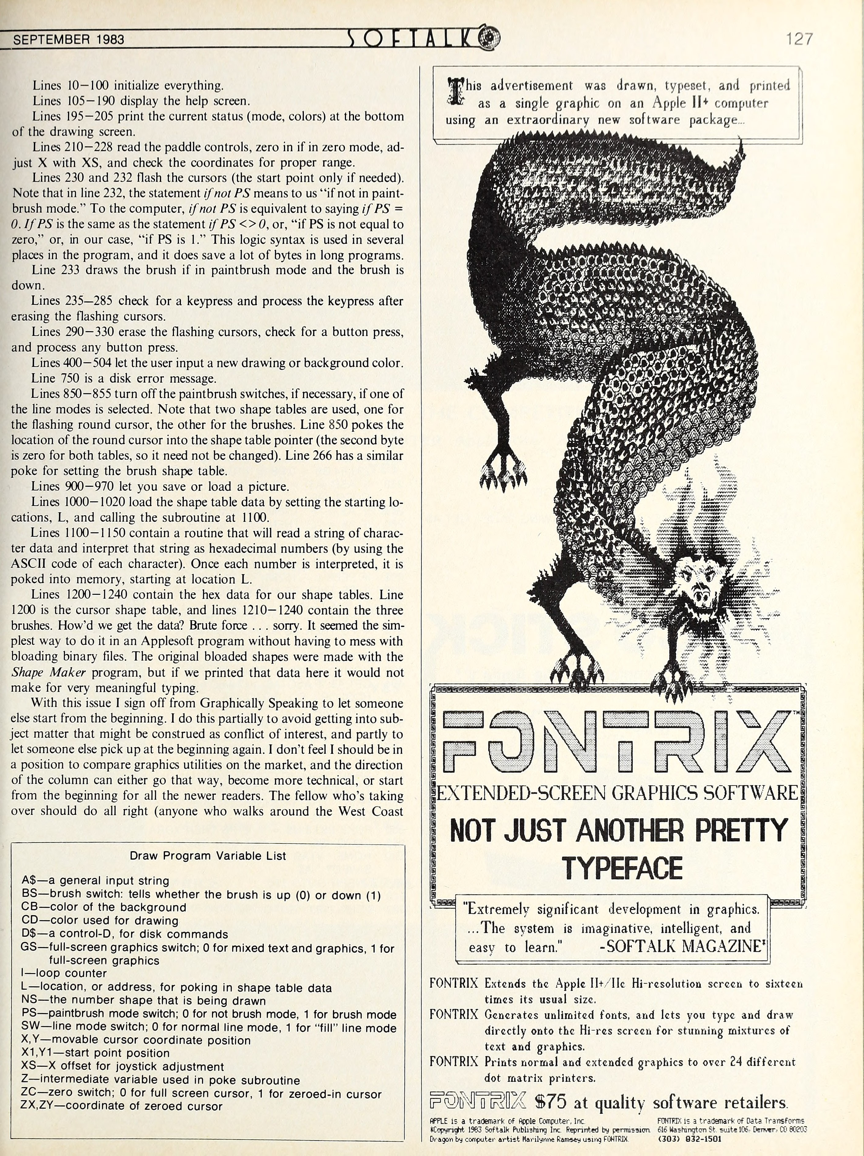 SEPTEMBER 1983
SOFTALK
127
Lines 10–100 initialize everything.
Lines 105–190 display the help screen.
Lines 195–205 print the current status (mode, colors) at the bottom
of the drawing screen.
Lines 210–228 read the paddle controls, zero in if in zero mode, ad-
just X with XS, and check the coordinates for proper range.
Lines 230 and 232 flash the cursors (the start point only if needed).
Note that in line 232, the statement if not PS means to us "if not in paint-
brush mode." To the computer, if not PS is equivalent to saying if PS =
0. If PS is the same as the statement if PS <> 0, or, "if PS is not equal to
zero," or, in our case, "if PS is 1." This logic syntax is used in several
places in the program, and it does save a lot of bytes in long programs.
Line 233 draws the brush if in paintbrush mode and the brush is
down.
Lines 235–285 check for a keypress and process the keypress after
erasing the flashing cursors.
Lines 290–330 erase the flashing cursors, check for a button press,
and process any button press.
Lines 400–504 let the user input a new drawing or background color.
Line 750 is a disk error message.
Lines 850–855 turn off the paintbrush switches, if necessary, if one of
the line modes is selected. Note that two shape tables are used, one for
the flashing round cursor, the other for the brushes. Line 850 pokes the
location of the round cursor into the shape table pointer (the second byte
is zero for both tables, so it need not be changed). Line 266 has a similar
poke for setting the brush shape table.
Lines 900–970 let you save or load a picture.
Lines 1000–1020 load the shape table data by setting the starting lo-
cations, L, and calling the subroutine at 1100.
Lines 1100–1150 contain a routine that will read a string of charac-
ter data and interpret that string as hexadecimal numbers (by using the
ASCII code of each character). Once each number is interpreted, it is
poked into memory, starting at location L.
Lines 1200–1240 contain the hex data for our shape tables. Line
1200 is the cursor shape table, and lines 1210–1240 contain the three
brushes. How'd we get the data? Brute force . . . sorry. It seemed the sim-
plest way to do it in an Applesoft program without having to mess with
bloading binary files. The original bloaded shapes were made with the
Shape Maker program, but if we printed that data here it would not
make for very meaningful typing.
With this issue I sign off from Graphically Speaking to let someone
else start from the beginning. I do this partially to avoid getting into sub-
ject matter that might be construed as conflict of interest, and partly to
let someone else pick up at the beginning again. I don't feel I should be in
a position to compare graphics utilities on the market, and the direction
of the column can either go that way, become more technical, or start
from the beginning for all the newer readers. The fellow who's taking
over should do all right (anyone who walks around the West Coast
Draw Program Variable List
A$—a general input string
BS—brush switch: tells whether the brush is up (0) or down (1)
CB—color of the background
CD—color used for drawing
D$—a control-D, for disk commands
GS—full-screen graphics switch; 0 for mixed text and graphics, 1 for
full-screen graphics
I—loop counter
L—location, or address, for poking in shape table data
NS—the number shape that is being drawn
PS—paintbrush mode switch; 0 for not brush mode, 1 for brush mode
SW—line mode switch; 0 for normal line mode, 1 for "fill" line mode
X,Y—movable cursor coordinate position
X1,Y1—start point position
XS—X offset for joystick adjustment
Z—intermediate variable used in poke subroutine
ZC—zero switch; 0 for full screen cursor, 1 for zeroed-in cursor
ZX,ZY—coordinate of zeroed cursor
This advertisement was drawn, typeset, and printed
as a single graphic on an Apple II+ computer
using an extraordinary new software package...
FONTRIX™
EXTENDED-SCREEN GRAPHICS SOFTWARE
NOT JUST ANOTHER PRETTY
TYPEFACE
"Extremely significant development in graphics.
...The system is imaginative, intelligent, and
easy to learn." -SOFTALK MAGAZINE‡
FONTRIX Extends the Apple II+/IIe Hi-resolution screen to sixteen
times its usual size.
FONTRIX Generates unlimited fonts, and lets you type and draw
directly onto the Hi-res screen for stunning mixtures of
text and graphics.
FONTRIX Prints normal and extended graphics to over 24 different
dot matrix printers.
FONTRIX $75 at quality software retailers.
APPLE is a trademark of Apple Computer, Inc.
‡Copyright 1983 Softalk Publishing Inc. Reprinted by permission.
Dragon by computer artist Marilynne Ramsey using FONTRIX.
FONTRIX is a trademark of Data Transforms
616 Washington St. suite 106, Denver, CO 80203
(303) 832-1501